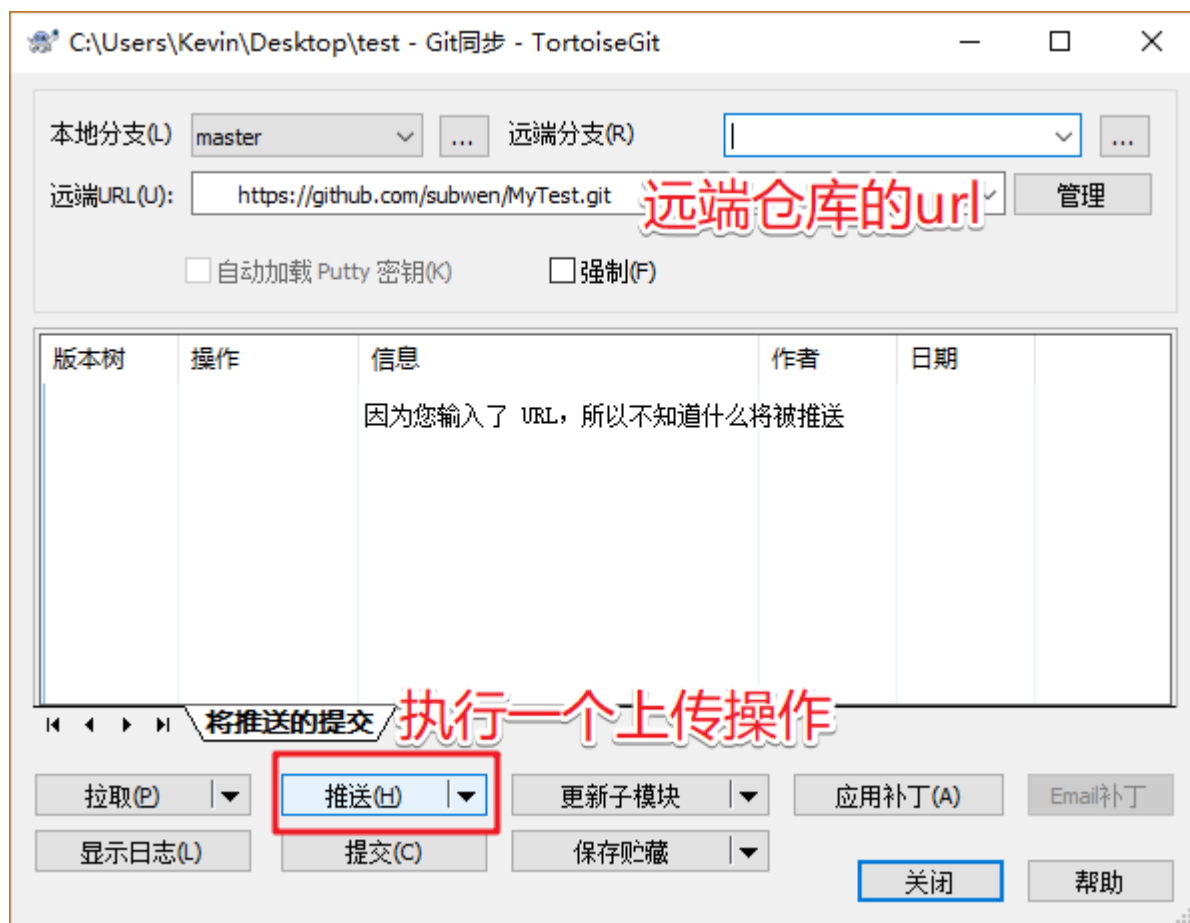 C:\Users\Kevin\Desktop\test - Git同步 - TortoiseGit
本地分支(L) master ... 远端分支(R) ...
远端URL(U): https://github.com/subwen/MyTest.git 远端仓库的url 管理
自动加载 Putty 密钥(K) 强制(F)
版本树 操作 信息 作者 日期
因为您输入了 URL，所以不知道什么将被推送
将推送的提交 执行一个上传操作
拉取(P) 推送(H) 更新子模块 应用补丁(A) Email补丁
显示日志(L) 提交(C) 保存贮藏
关闭 帮助